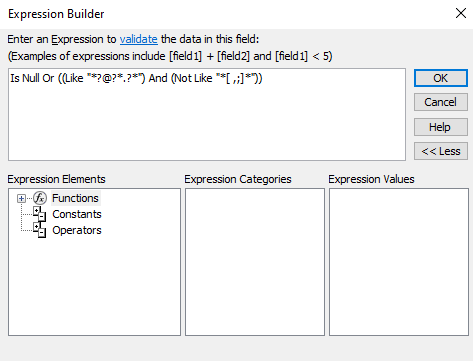 Expression Builder
Enter an Expression to validate the data in this field:
(Examples of expressions include [field1] + [field2] and [field1] < 5)
Is Null Or ((Like "*?@?*.?*") And (Not Like "*[ ,;]*"))
OK
Cancel
Help
<< Less
Expression Elements
Expression Categories
Expression Values
Functions
Constants
Operators